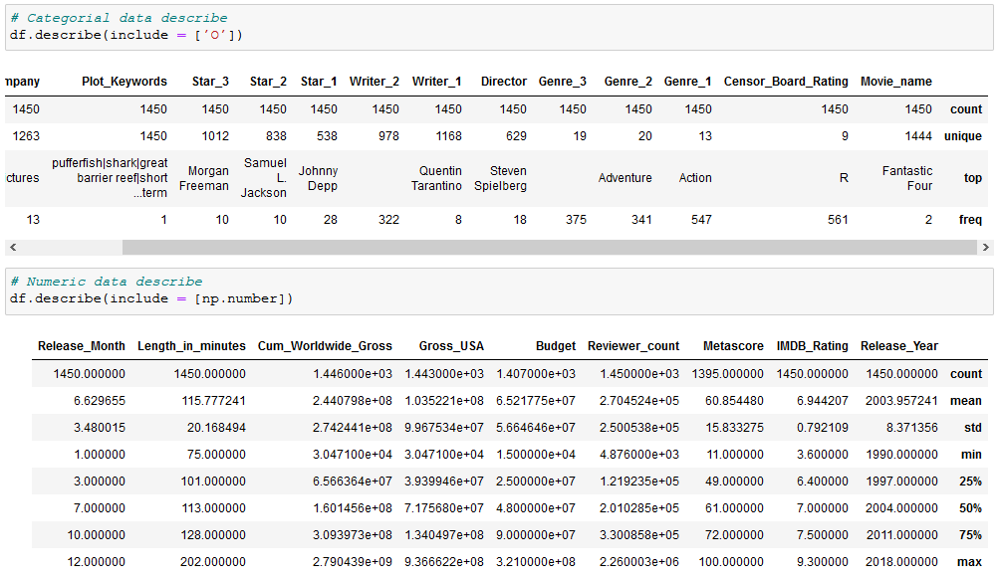 # Categorial data describe
df.describe(include = ['O'])
mpany Plot_Keywords Star_3 Star_2 Star_1 Writer_2 Writer_1 Director Genre_3 Genre_2 Genre_1 Censor_Board_Rating Movie_name
1450 1450 1450 1450 1450 1450 1450 1450 1450 1450 1450 1450 1450 count
1263 1450 1012 838 538 978 1168 629 19 20 13 9 1444 unique
ctures pufferfish|shark|great barrier reef|short ...term Morgan Freeman Samuel L. Jackson Johnny Depp Quentin Tarantino Steven Spielberg Adventure Action R Fantastic Four top
13 1 10 10 28 322 8 18 375 341 547 561 2 freq
# Numeric data describe
df.describe(include = [np.number])
Release_Month Length_in_minutes Cum_Worldwide_Gross Gross_USA Budget Reviewer_count Metascore IMDB_Rating Release_Year
1450.000000 1450.000000 1.446000e+03 1.443000e+03 1.407000e+03 1.450000e+03 1395.000000 1450.000000 1450.000000 count
6.629655 115.777241 2.440798e+08 1.035221e+08 6.521775e+07 2.704524e+05 60.854480 6.944207 2003.957241 mean
3.480015 20.168494 2.742441e+08 9.967534e+07 5.664646e+07 2.500538e+05 15.833275 0.792109 8.371356 std
1.000000 75.000000 3.047100e+04 3.047100e+04 1.500000e+04 4.876000e+03 11.000000 3.600000 1990.000000 min
3.000000 101.000000 6.566364e+07 3.939946e+07 2.500000e+07 1.219235e+05 49.000000 6.400000 1997.000000 25%
7.000000 113.000000 1.601456e+08 7.175680e+07 4.800000e+07 2.010285e+05 61.000000 7.000000 2004.000000 50%
10.000000 128.000000 3.093973e+08 1.340497e+08 9.000000e+07 3.300858e+05 72.000000 7.500000 2011.000000 75%
12.000000 202.000000 2.790439e+09 9.366622e+08 3.210000e+08 2.260003e+06 100.000000 9.300000 2018.000000 max